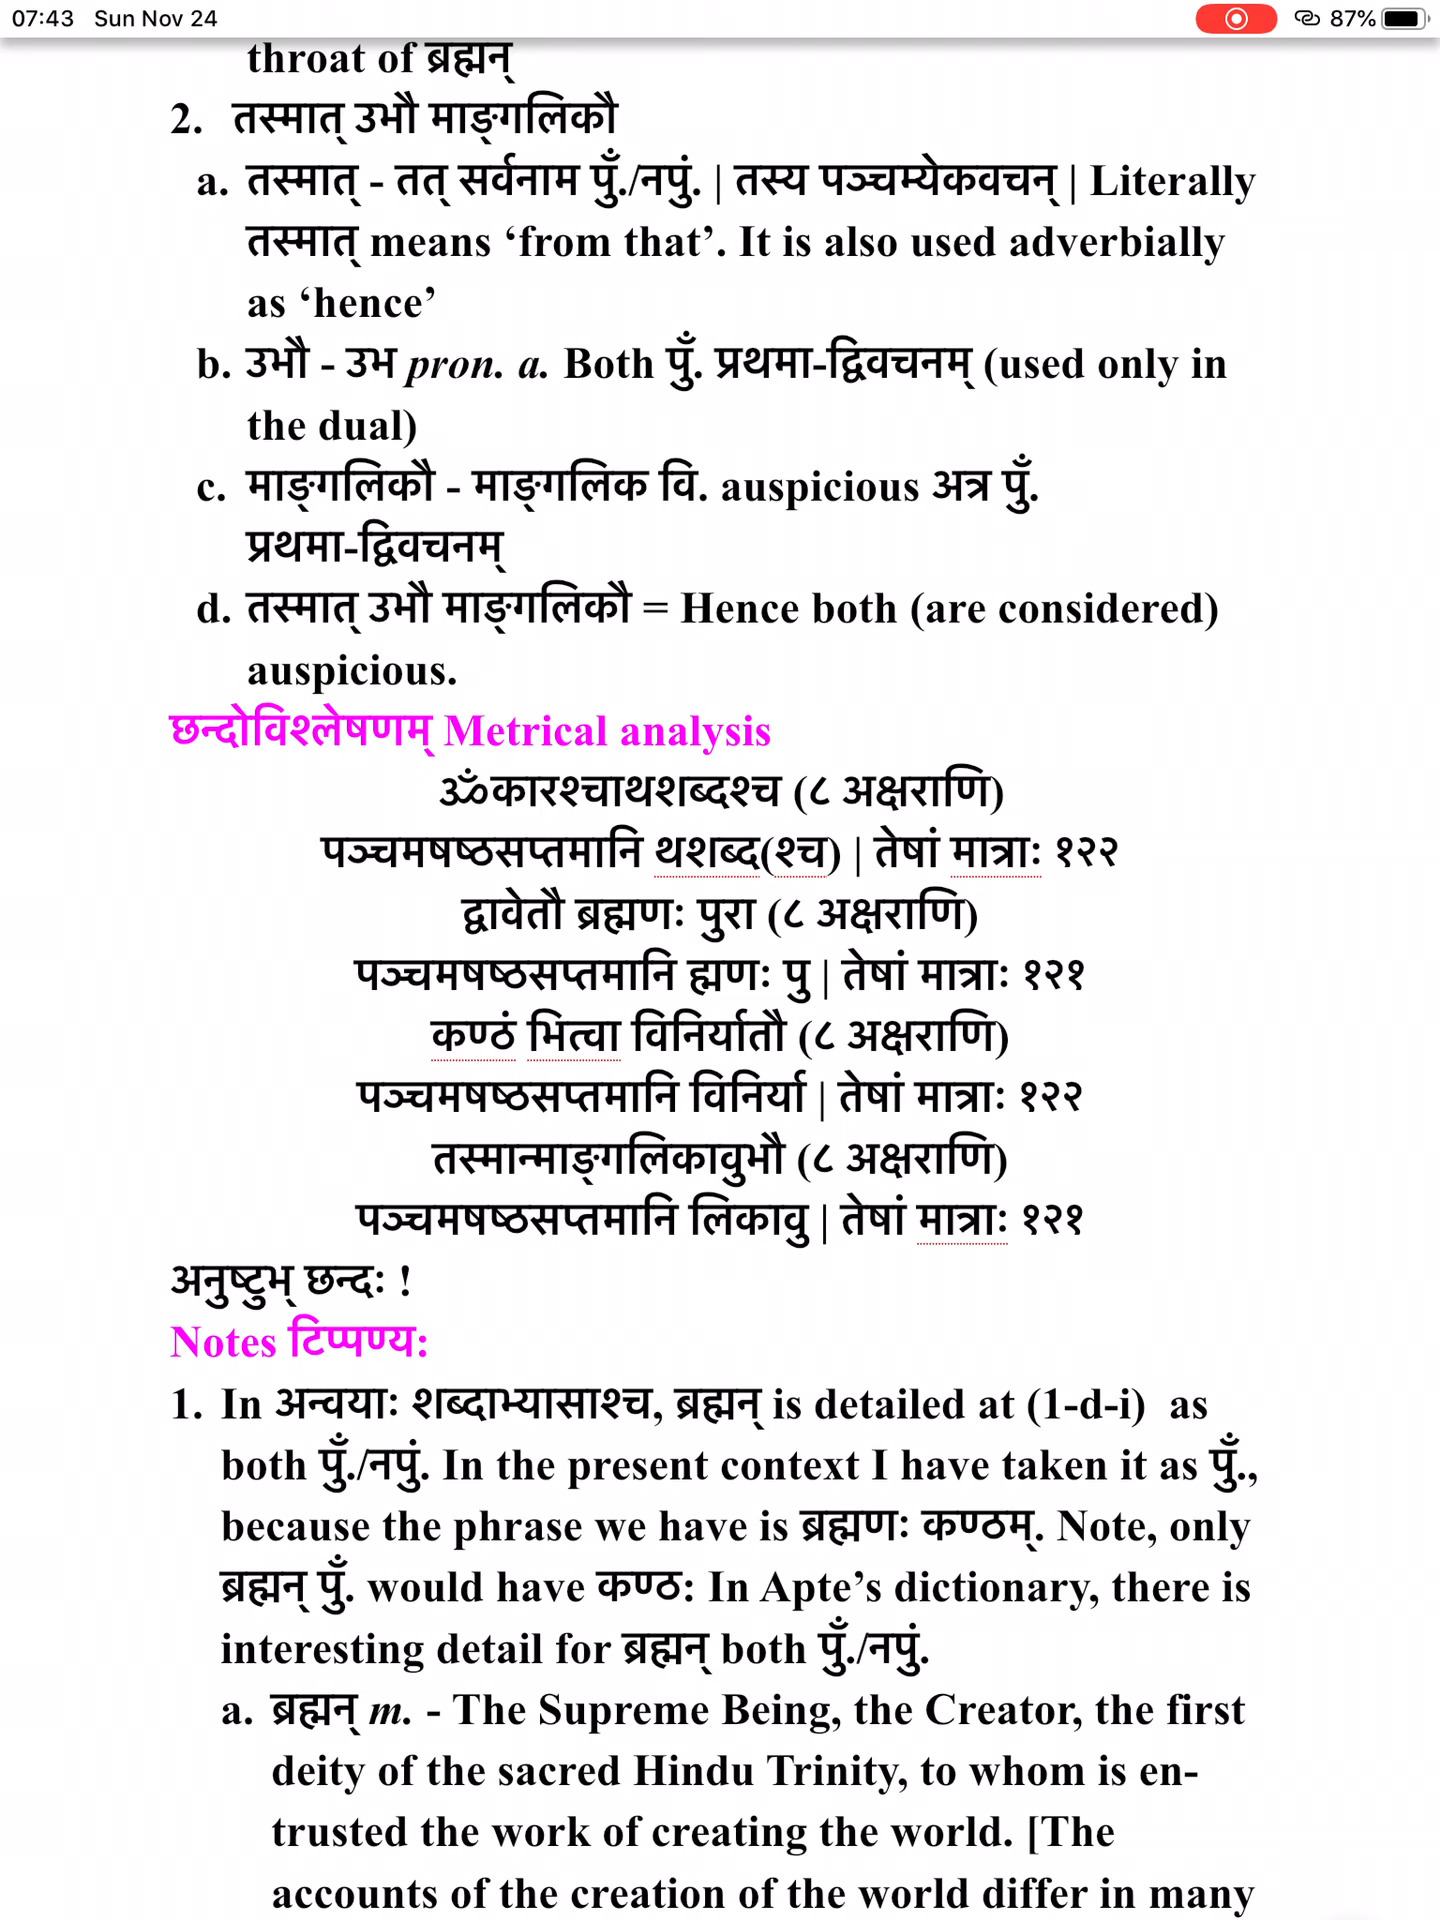 07:43 Sun Nov 24 87%
throat of ब्रह्मन्
2. तस्मात् उभौ माङ्गलिकौ
a. तस्मात् - तत् सर्वनाम पुँ./नपुं. | तस्य पञ्चम्येकवचन् | Literally
तस्मात् means ‘from that’. It is also used adverbially
as ‘hence’
b. उभौ - उभ pron. a. Both पुँ. प्रथमा-द्विवचनम् (used only in
the dual)
c. माङ्गलिकौ - माङ्गलिक वि. auspicious अत्र पुँ.
प्रथमा-द्विवचनम्
d. तस्मात् उभौ माङ्गलिकौ = Hence both (are considered)
auspicious.
छन्दोविश्लेषणम् Metrical analysis
ॐकारश्चाथशब्दश्च (८ अक्षराणि)
पञ्चमषष्ठसप्तमानि थशब्द(श्च) | तेषां मात्राः १२२
द्वावेतौ ब्रह्मणः पुरा (८ अक्षराणि)
पञ्चमषष्ठसप्तमानि ह्मणः पु | तेषां मात्राः १२१
कण्ठं भित्वा विनिर्यातौ (८ अक्षराणि)
पञ्चमषष्ठसप्तमानि विनिर्या | तेषां मात्राः १२२
तस्मान्माङ्गलिकावुभौ (८ अक्षराणि)
पञ्चमषष्ठसप्तमानि लिकावु | तेषां मात्राः १२१
अनुष्टुभ् छन्दः !
Notes टिप्पण्य:
1. In अन्वयाः शब्दाभ्यासाश्च, ब्रह्मन् is detailed at (1-d-i) as
both पुँ./नपुं. In the present context I have taken it as पुँ.,
because the phrase we have is ब्रह्मणः कण्ठम्. Note, only
ब्रह्मन् पुँ. would have कण्ठ: In Apte’s dictionary, there is
interesting detail for ब्रह्मन् both पुँ./नपुं.
a. ब्रह्मन् m. - The Supreme Being, the Creator, the first
deity of the sacred Hindu Trinity, to whom is en-
trusted the work of creating the world. [The
accounts of the creation of the world differ in many